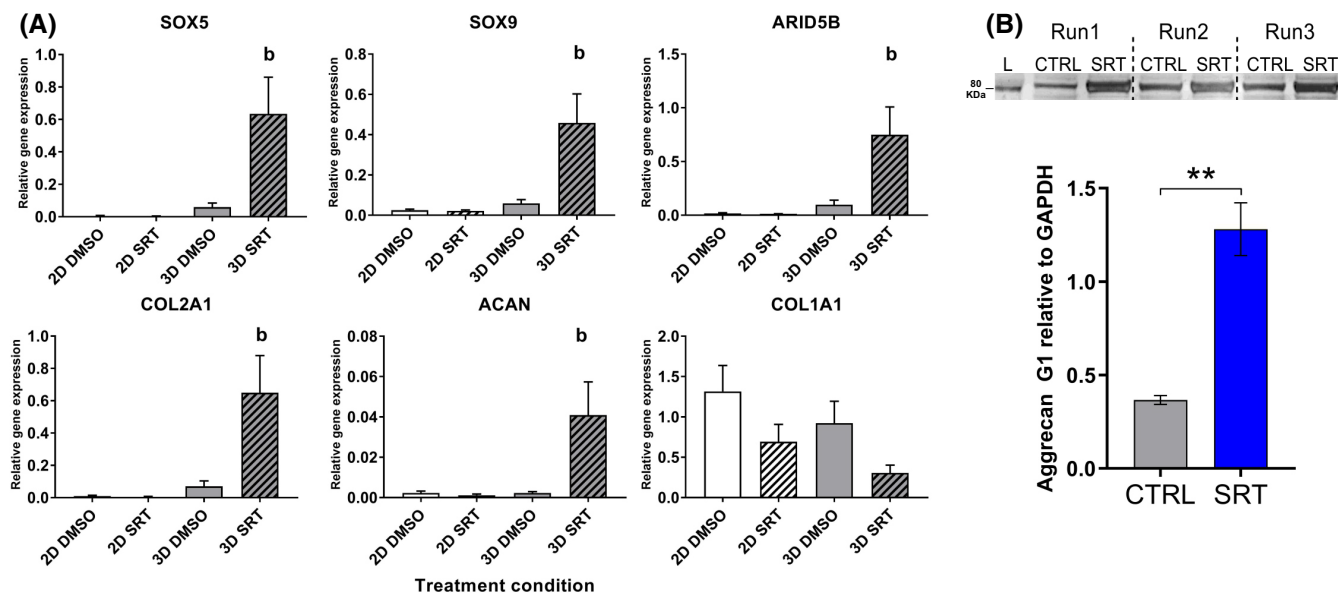 (A)
SOX5
Relative gene expression
1.0
0.8
0.6
0.4
0.2
0.0
b
2D DMSO
2D SRT
3D DMSO
3D SRT
SOX9
Relative gene expression
0.8
0.6
0.4
0.2
0.0
b
2D DMSO
2D SRT
3D DMSO
3D SRT
ARID5B
Relative gene expression
1.5
1.0
0.5
0.0
b
2D DMSO
2D SRT
3D DMSO
3D SRT
COL2A1
Relative gene expression
1.0
0.8
0.6
0.4
0.2
0.0
b
2D DMSO
2D SRT
3D DMSO
3D SRT
ACAN
Relative gene expression
0.08
0.06
0.04
0.02
0.00
b
2D DMSO
2D SRT
3D DMSO
3D SRT
COL1A1
Relative gene expression
2.0
1.5
1.0
0.5
0.0
2D DMSO
2D SRT
3D DMSO
3D SRT
Treatment condition
(B)
Run1 Run2 Run3
L CTRL SRT CTRL SRT CTRL SRT
80
KDa
Aggrecan G1 relative to GAPDH
1.5
1.0
0.5
0.0
**
CTRL SRT